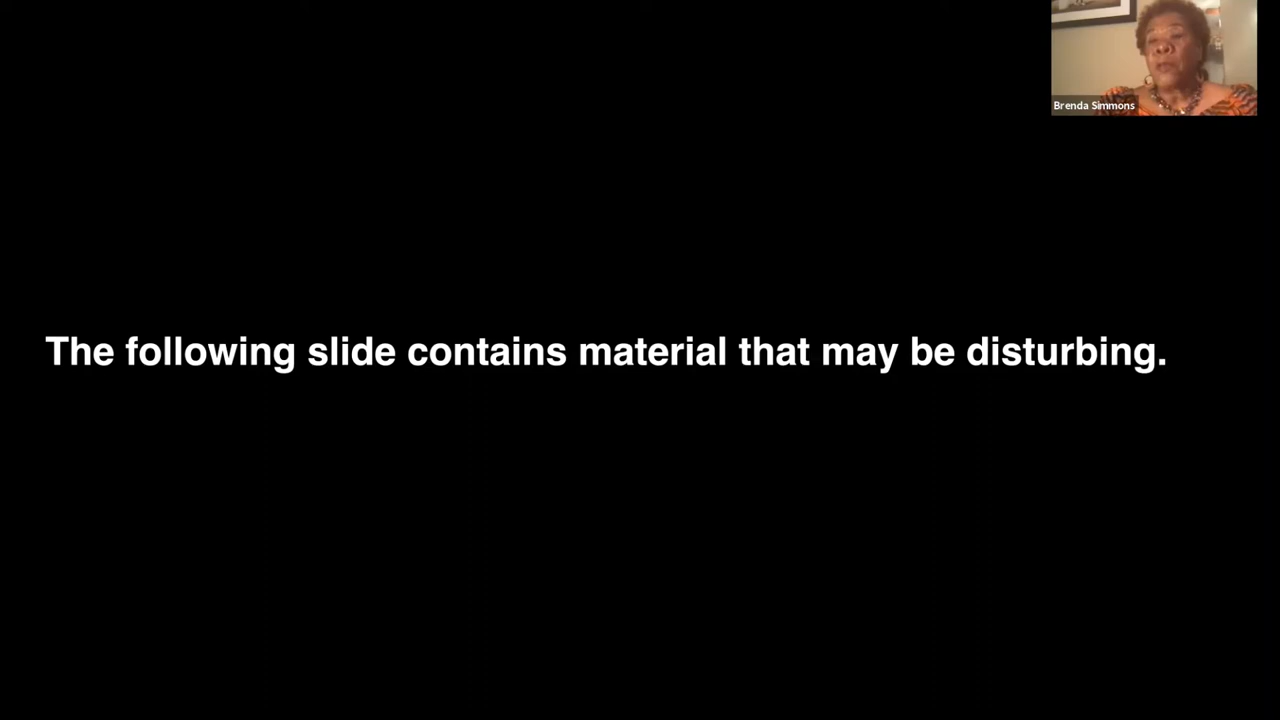 Brenda Simmons
The following slide contains material that may be disturbing.